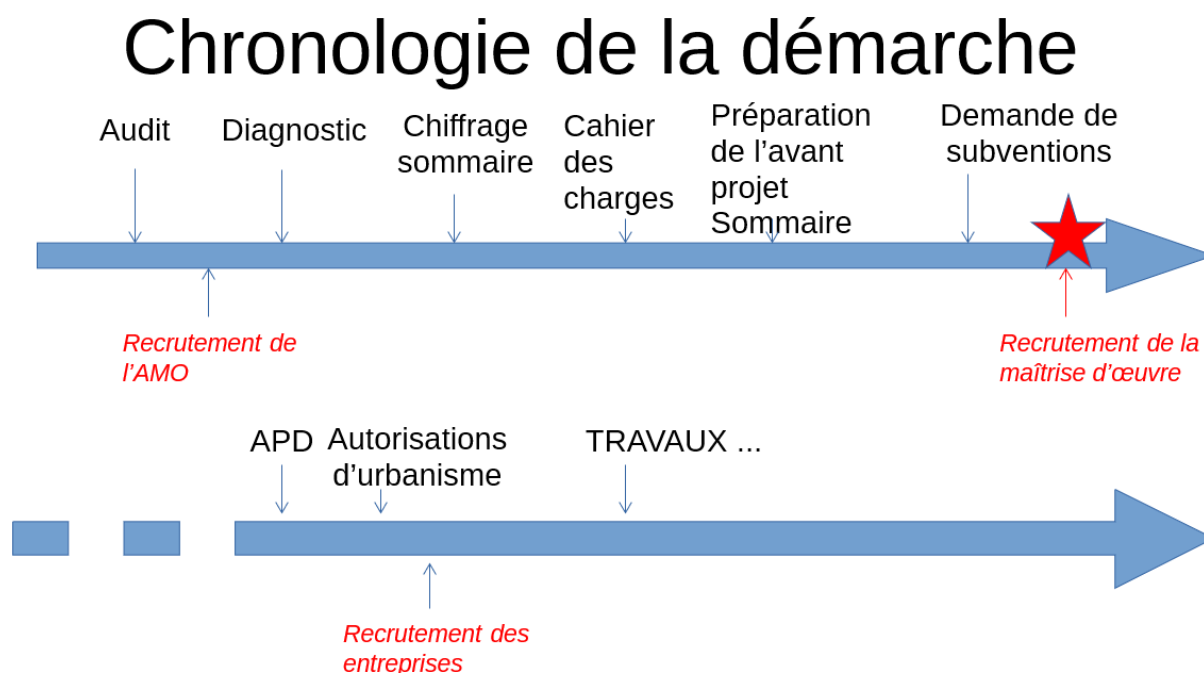 Chronologie de la démarche
Audit
Diagnostic
Chiffrage
sommaire
Cahier
des
charges
Préparation
de l’avant
projet
Sommaire
Demande de
subventions
Recrutement de
l’AMO
Recrutement de la
maîtrise d’œuvre
APD
Autorisations
d’urbanisme
TRAVAUX ...
Recrutement des
entreprises